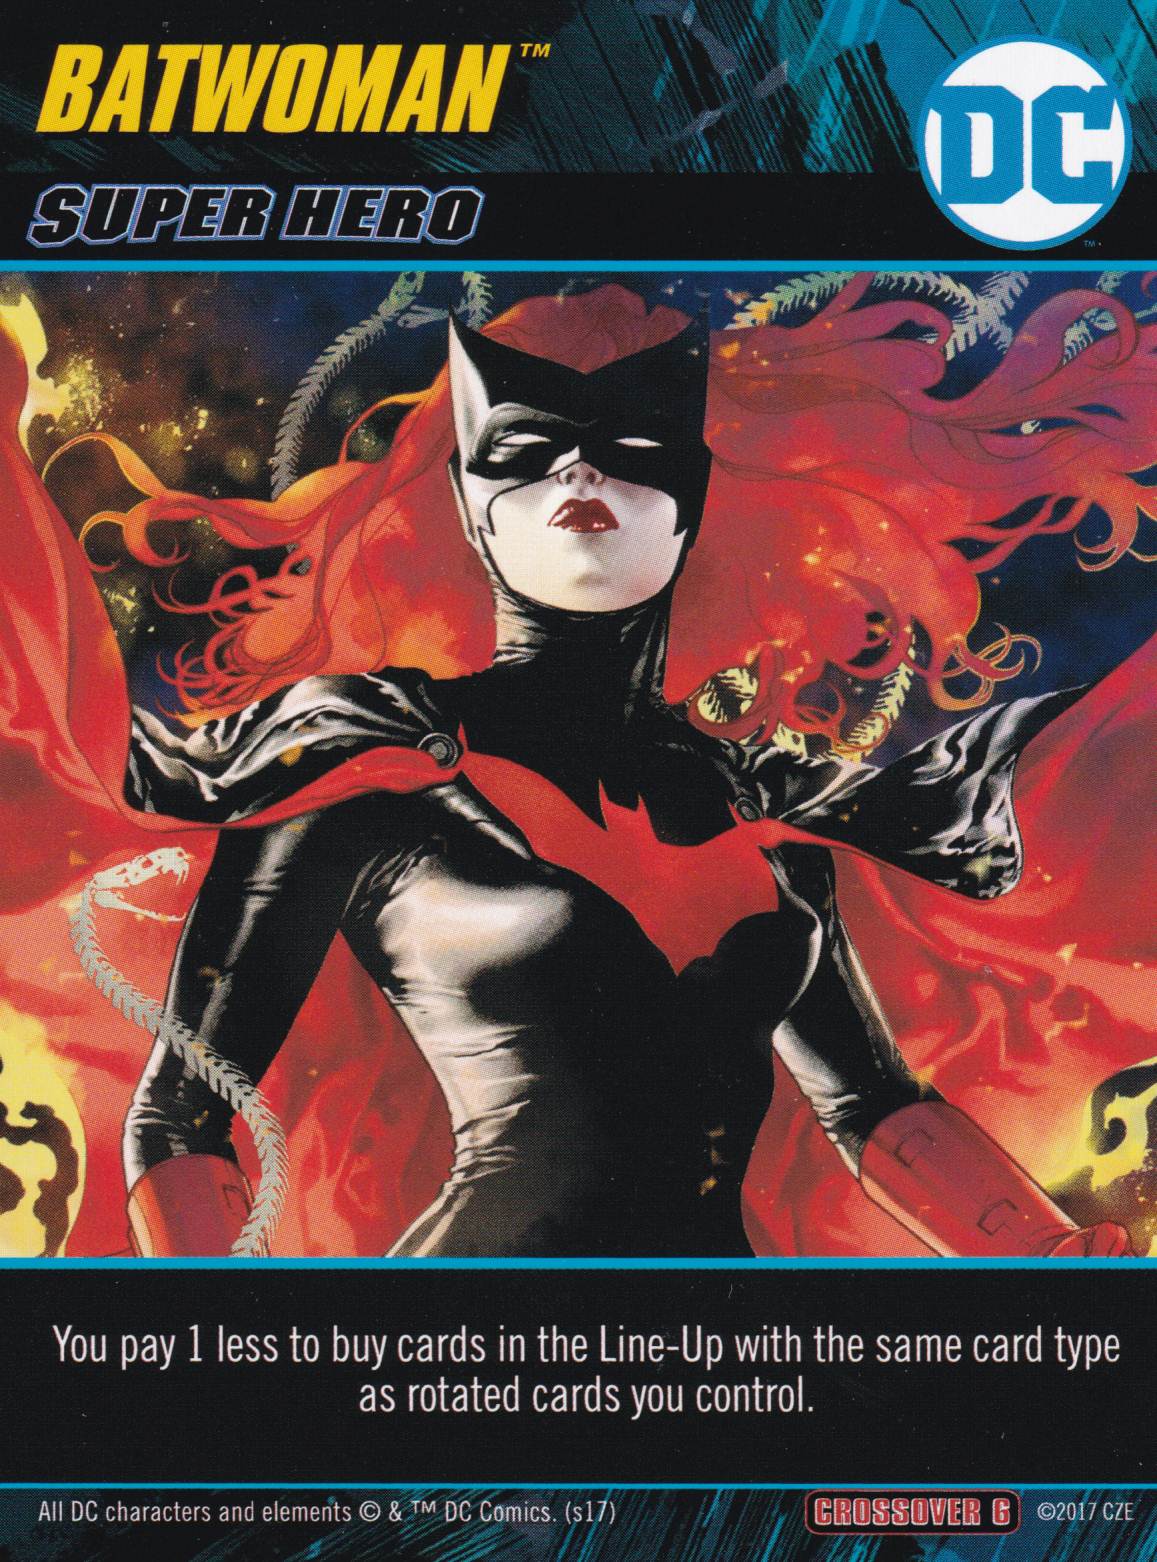 BATWOMAN™
DC
™
SUPER HERO
You pay 1 less to buy cards in the Line-Up with the same card type
as rotated cards you control.
All DC characters and elements © & ™ DC Comics. (s17)
CROSSOVER 6
©2017 CZE